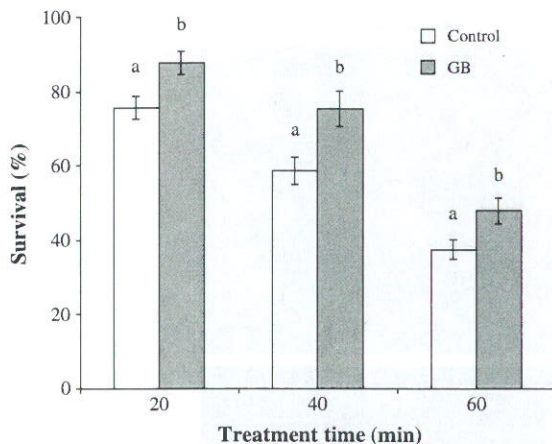 100
80
60
40
20
0
Survival (%)
Control
GB
a
b
a
b
a
b
20
40
60
Treatment time (min)